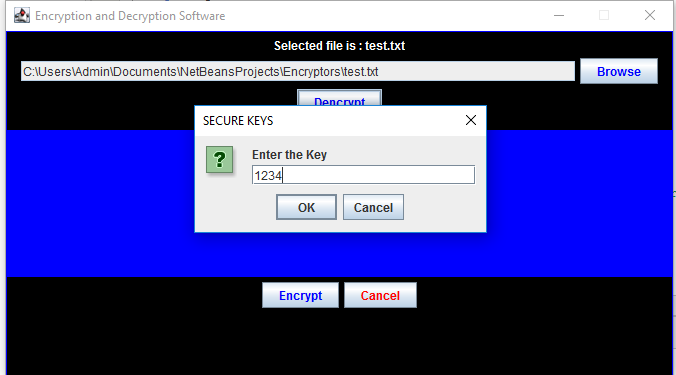 Encryption and Decryption Software
Selected file is : test.txt
C:\Users\Admin\Documents\NetBeansProjects\Encryptors\test.txt
Browse
Dencrypt
SECURE KEYS
?
Enter the Key
1234
OK Cancel
Encrypt Cancel